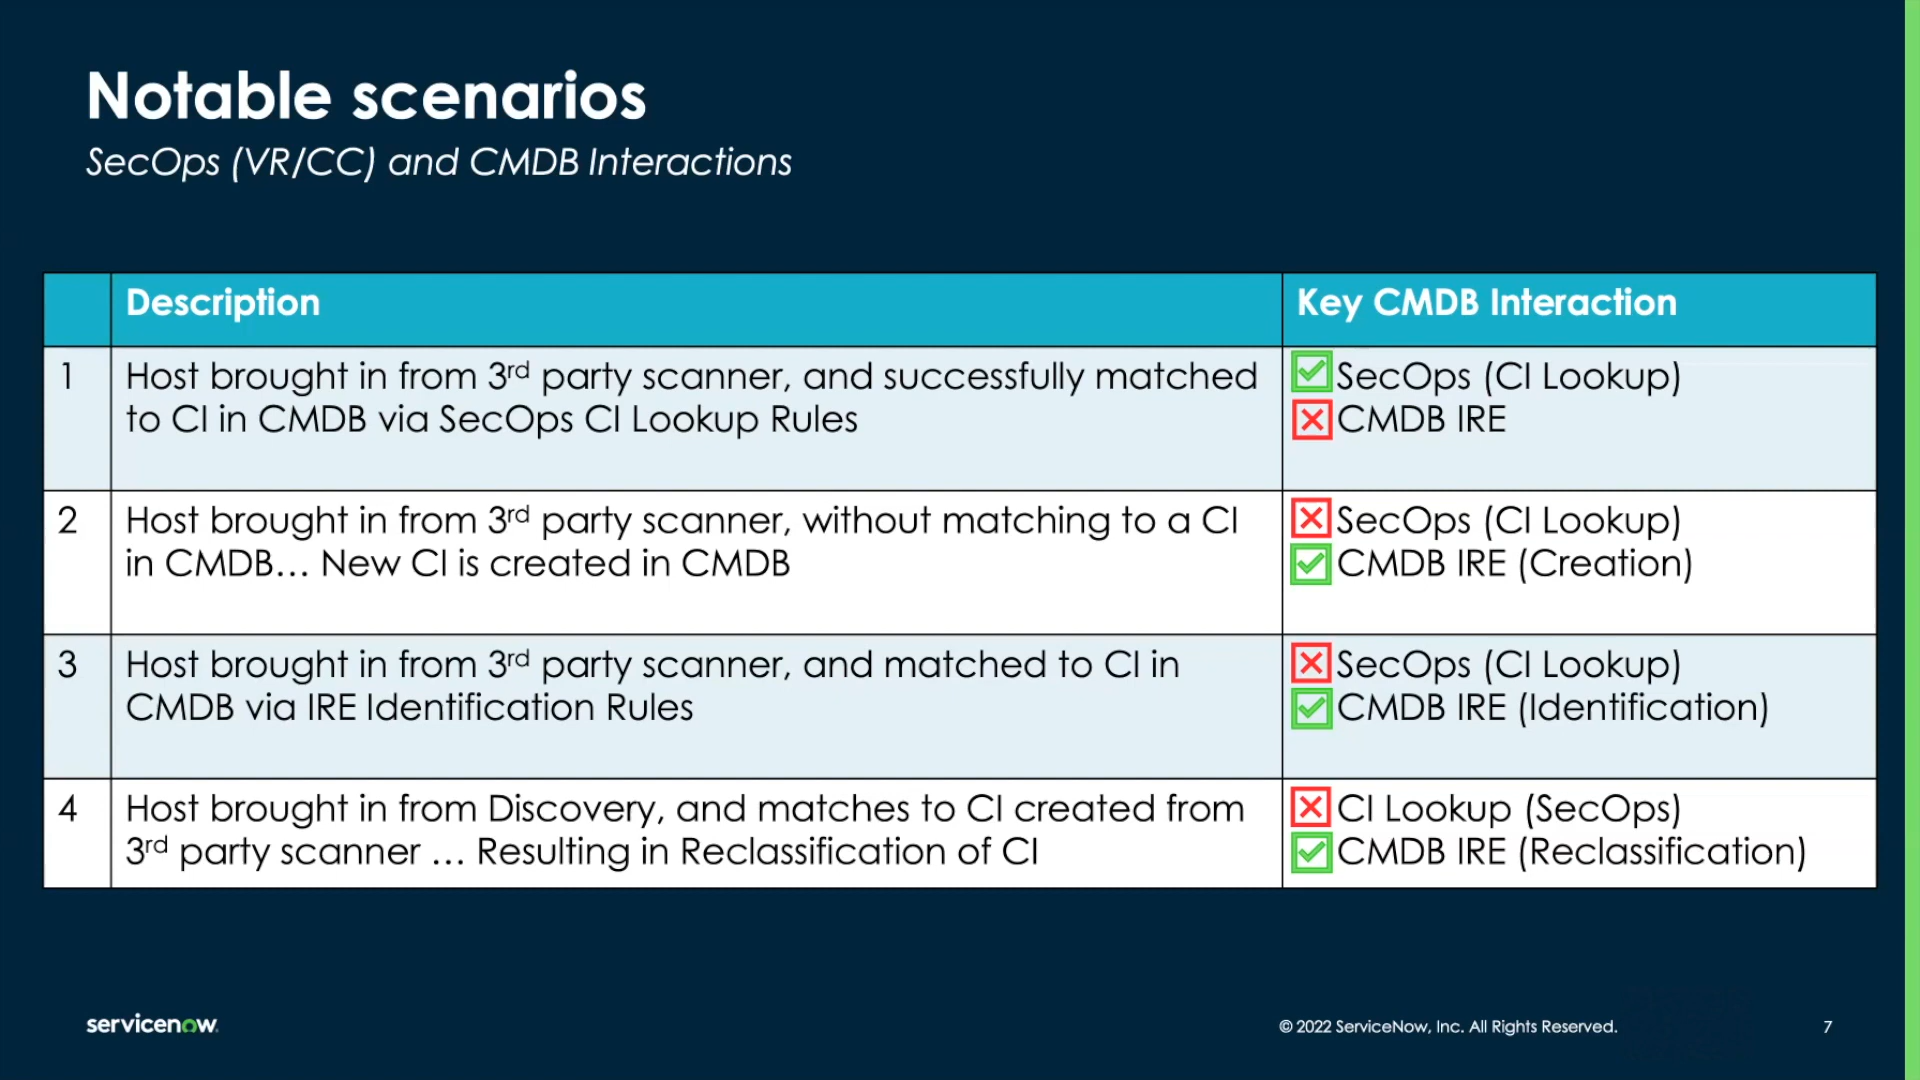 Notable scenarios
SecOps (VR/CC) and CMDB Interactions
Description
Key CMDB Interaction
1
Host brought in from 3rd party scanner, and successfully matched
to CI in CMDB via SecOps CI Lookup Rules
SecOps (CI Lookup)
CMDB IRE
2
Host brought in from 3rd party scanner, without matching to a CI
in CMDB... New CI is created in CMDB
SecOps (CI Lookup)
CMDB IRE (Creation)
3
Host brought in from 3rd party scanner, and matched to CI in
CMDB via IRE Identification Rules
SecOps (CI Lookup)
CMDB IRE (Identification)
4
Host brought in from Discovery, and matches to CI created from
3rd party scanner ... Resulting in Reclassification of CI
CI Lookup (SecOps)
CMDB IRE (Reclassification)
servicenow
© 2022 ServiceNow, Inc. All Rights Reserved.
7